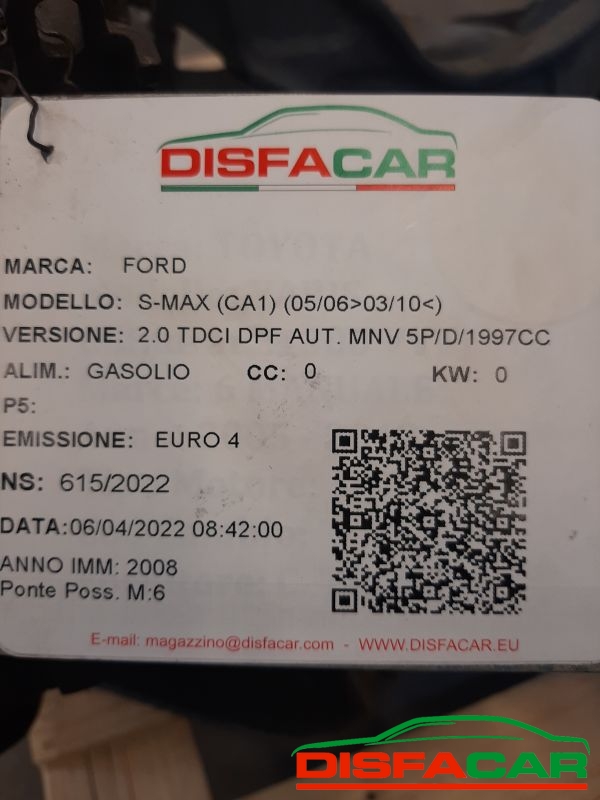 DISFACAR
MARCA: FORD
MODELLO: S-MAX (CA1) (05/06>03/10<)
VERSIONE: 2.0 TDCI DPF AUT. MNV 5P/D/1997CC
ALIM.: GASOLIO CC: 0 KW: 0
P5:
EMISSIONE: EURO 4
NS: 615/2022
DATA:06/04/2022 08:42:00
ANNO IMM: 2008
Ponte Poss. M:6
E-mail: magazzino@disfacar.com - WWW.DISFACAR.EU
DISFACAR